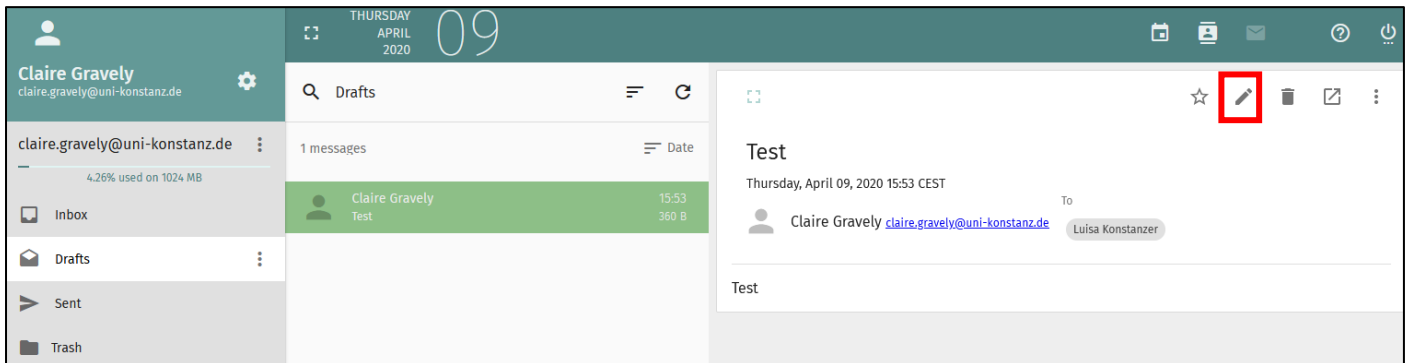 THURSDAY
APRIL
2020
09
Claire Gravely
claire.gravely@uni-konstanz.de
claire.gravely@uni-konstanz.de
4.26% used on 1024 MB
Inbox
Drafts
Sent
Trash
Drafts
1 messages
Date
Claire Gravely
15:53
Test
360 B
Test
Thursday, April 09, 2020 15:53 CEST
To
Claire Gravely claire.gravely@uni-konstanz.de
Luisa Konstanzer
Test